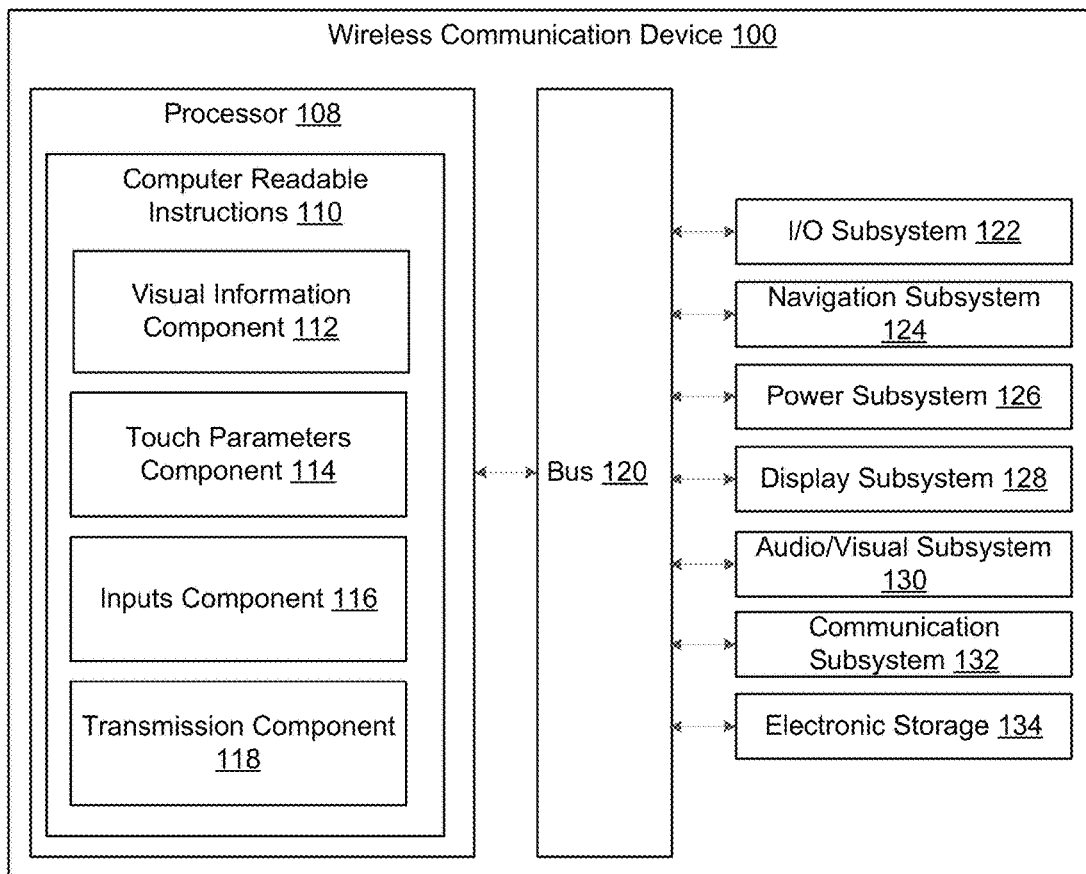 Wireless Communication Device 100
Processor 108
Computer Readable
Instructions 110
Visual Information
Component 112
Touch Parameters
Component 114
Inputs Component 116
Transmission Component
118
Bus 120
I/O Subsystem 122
Navigation Subsystem
124
Power Subsystem 126
Display Subsystem 128
Audio/Visual Subsystem
130
Communication
Subsystem 132
Electronic Storage 134